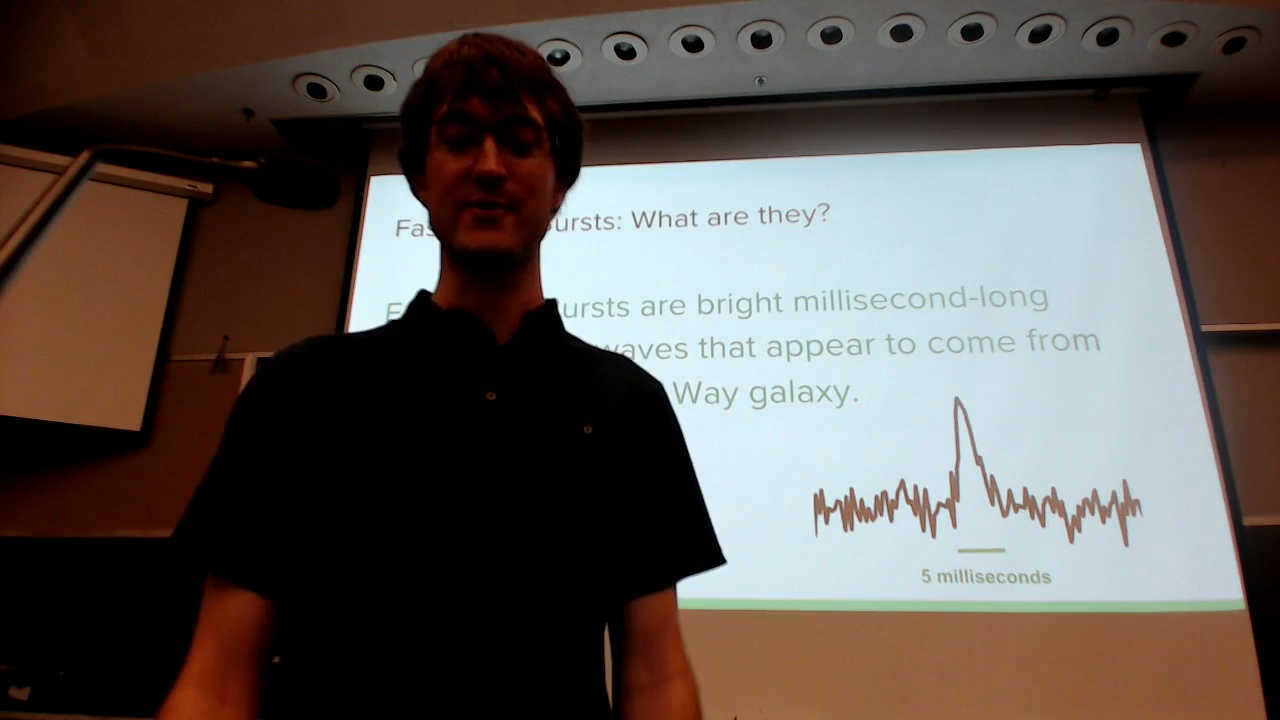 Fas ursts: What are they?
ursts are bright millisecond-long
waves that appear to come from
Way galaxy.
5 milliseconds